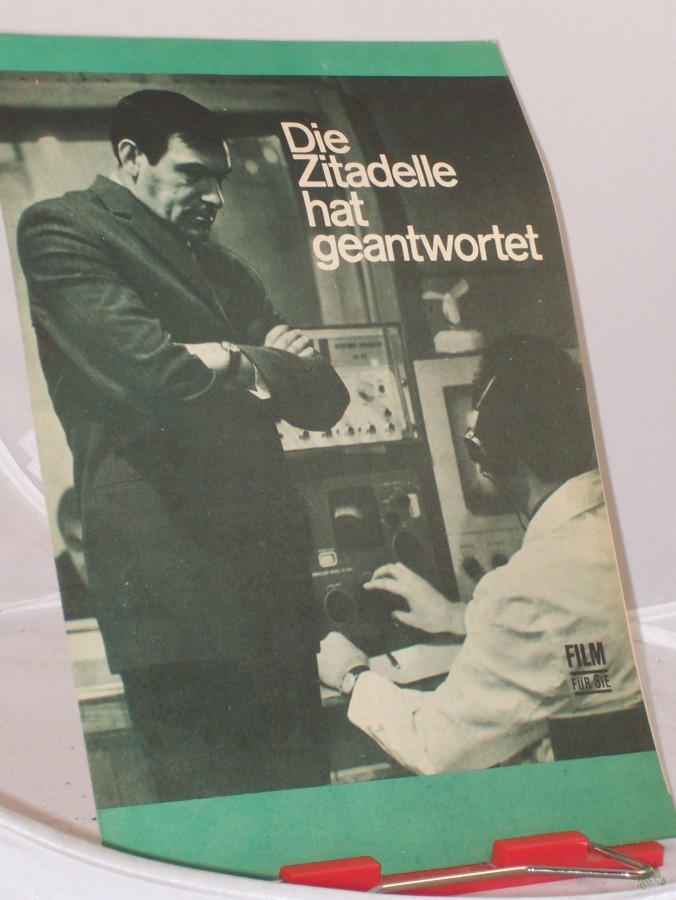 Die
Zitadelle
hat
geantwortet
FILM
FÜR SIE